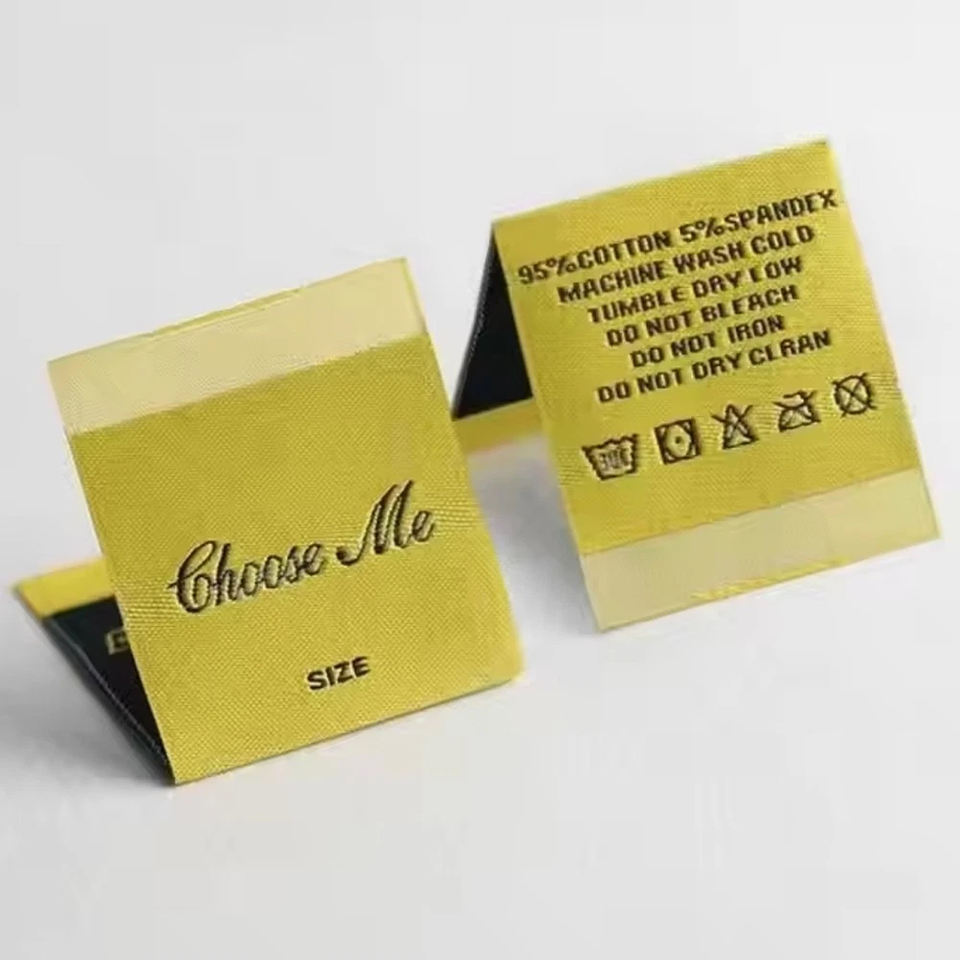 Choose Me
SIZE
95%COTTON 5%SPANDEX
MACHINE WASH COLD
TUMBLE DRY LOW
DO NOT BLEACH
DO NOT IRON
DO NOT DRY CLRAN